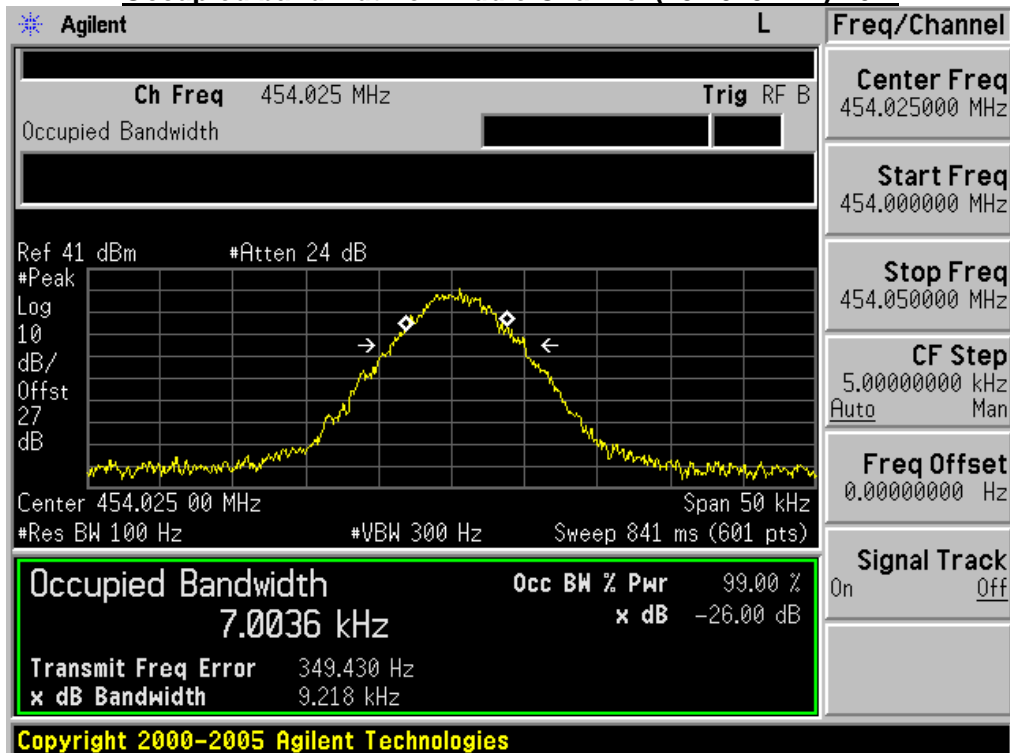 Agilent L Freq/Channel
Ch Freq 454.025 MHz Trig RF B
Occupied Bandwidth
Center Freq
454.025000 MHz
Start Freq
454.000000 MHz
Stop Freq
454.050000 MHz
CF Step
5.00000000 kHz
Auto Man
Freq Offset
0.00000000 Hz
Signal Track
On Off
Ref 41 dBm #Atten 24 dB
#Peak
Log
10
dB/
Offst
27
dB
Center 454.025 00 MHz Span 50 kHz
#Res BW 100 Hz #VBW 300 Hz Sweep 841 ms (601 pts)
Occupied Bandwidth Occ BW % Pwr 99.00 %
7.0036 kHz x dB -26.00 dB
Transmit Freq Error 349.430 Hz
x dB Bandwidth 9.218 kHz
Copyright 2000-2005 Agilent Technologies